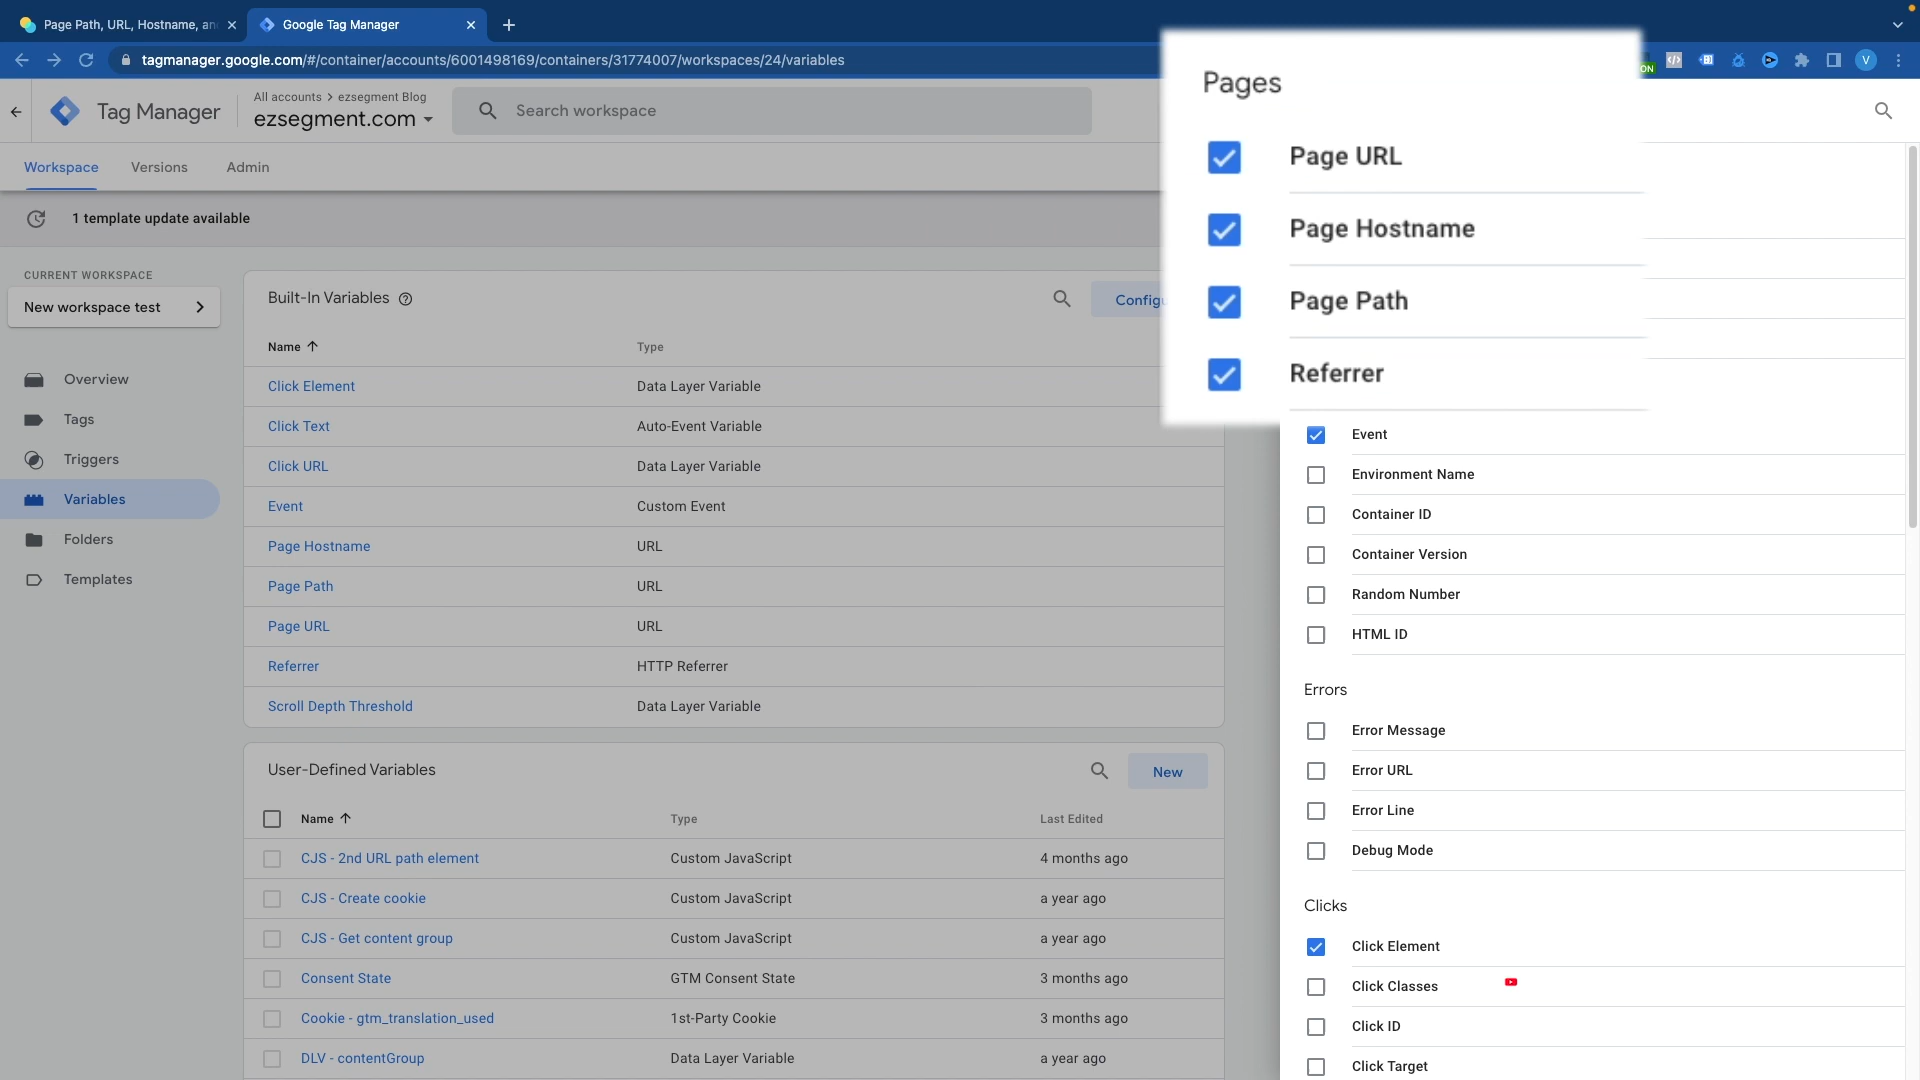 Page Path, URL, Hostname, an
Google Tag Manager
tagmanager.google.com/#/container/accounts/6001498169/containers/31774007/workspaces/24/variables
ON
V
Tag Manager
All accounts > ezsegment Blog
ezsegment.com
Search workspace
Workspace
Versions
Admin
1 template update available
CURRENT WORKSPACE
New workspace test
Overview
Tags
Triggers
Variables
Folders
Templates
Built-In Variables
Configu
Name
Type
Click Element
Data Layer Variable
Click Text
Auto-Event Variable
Click URL
Data Layer Variable
Event
Custom Event
Page Hostname
URL
Page Path
URL
Page URL
URL
Referrer
HTTP Referrer
Scroll Depth Threshold
Data Layer Variable
User-Defined Variables
New
Name
Type
Last Edited
CJS - 2nd URL path element
Custom JavaScript
4 months ago
CJS - Create cookie
Custom JavaScript
a year ago
CJS - Get content group
Custom JavaScript
a year ago
Consent State
GTM Consent State
3 months ago
Cookie - gtm_translation_used
1st-Party Cookie
3 months ago
DLV - contentGroup
Data Layer Variable
a year ago
Pages
Page URL
Page Hostname
Page Path
Referrer
Event
Environment Name
Container ID
Container Version
Random Number
HTML ID
Errors
Error Message
Error URL
Error Line
Debug Mode
Clicks
Click Element
Click Classes
Click ID
Click Target